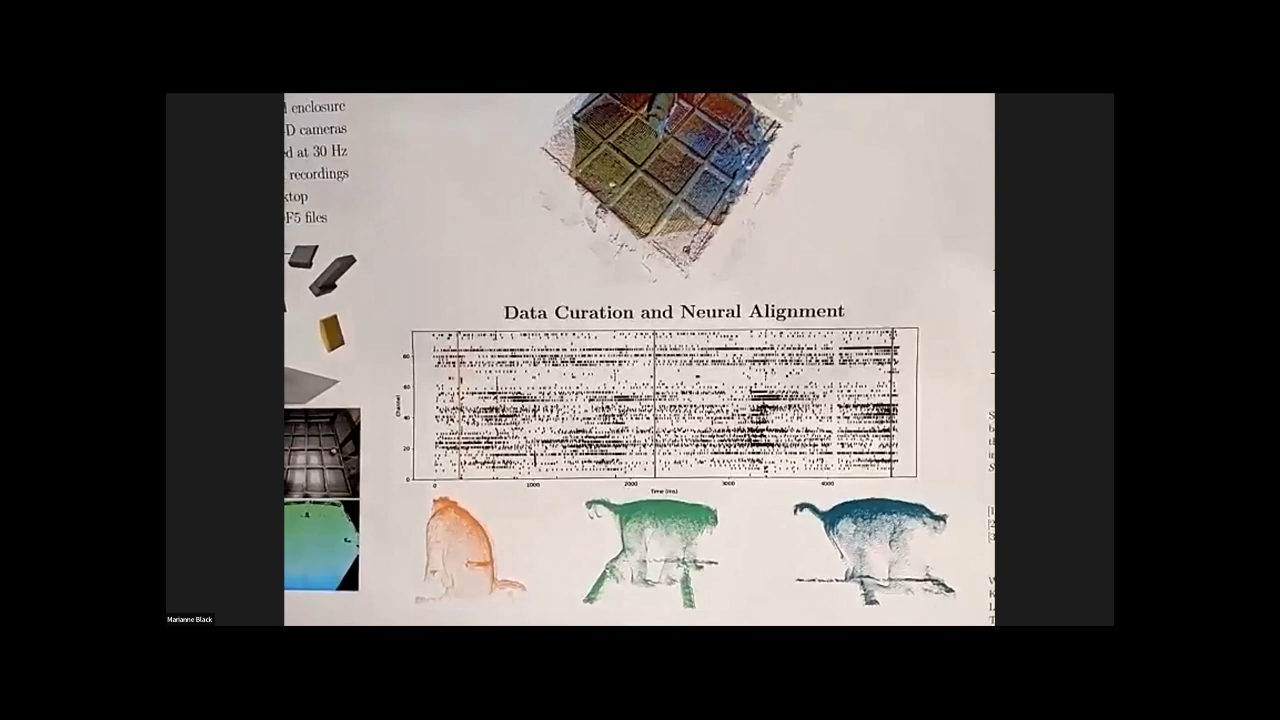 enclosure
D cameras
d at 30 Hz
recordings
ktop
F5 files
Data Curation and Neural Alignment
Channel
80
60
40
20
0
0 1000 2000 3000 4000
Time (ms)
Marianne Black